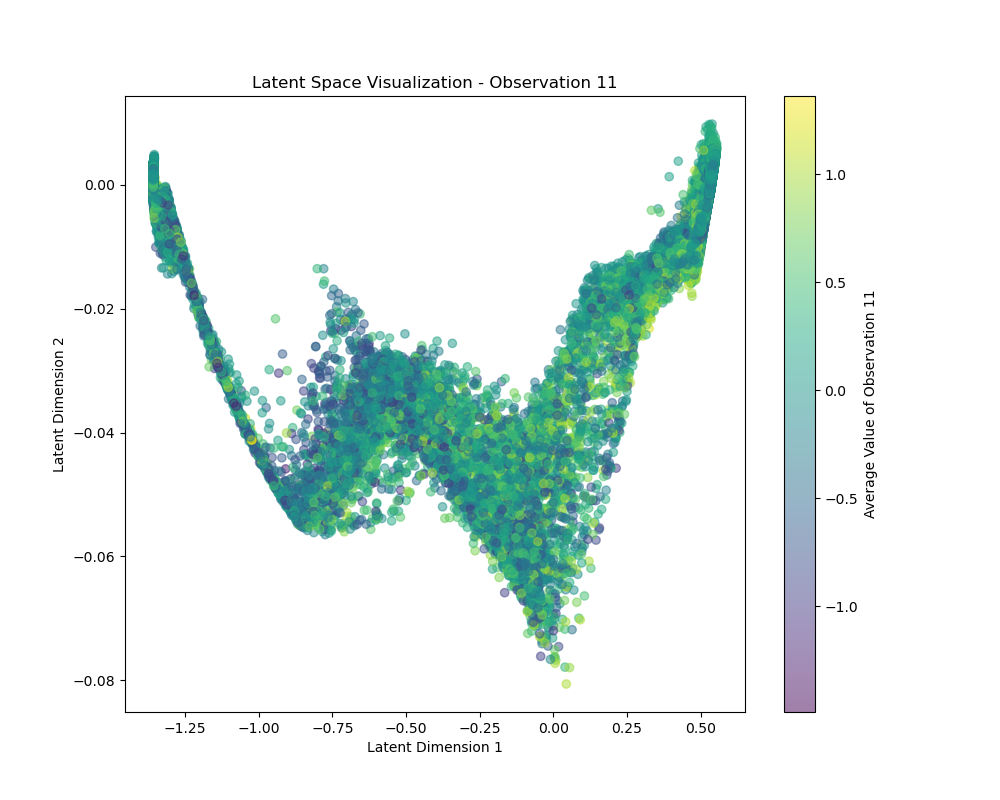 Latent Space Visualization - Observation 11
0.00
−0.02
−0.04
−0.06
−0.08
Latent Dimension 2
−1.25 −1.00 −0.75 −0.50 −0.25 0.00 0.25 0.50
Latent Dimension 1
1.0
0.5
0.0
−0.5
−1.0
Average Value of Observation 11